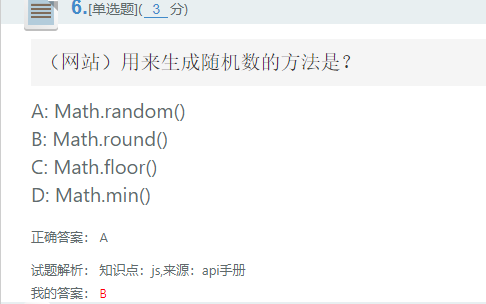 6.[单选题]( 3 分)
（网站）用来生成随机数的方法是？
A: Math.random()
B: Math.round()
C: Math.floor()
D: Math.min()
正确答案： A
试题解析： 知识点：js,来源：api手册
我的答案： B